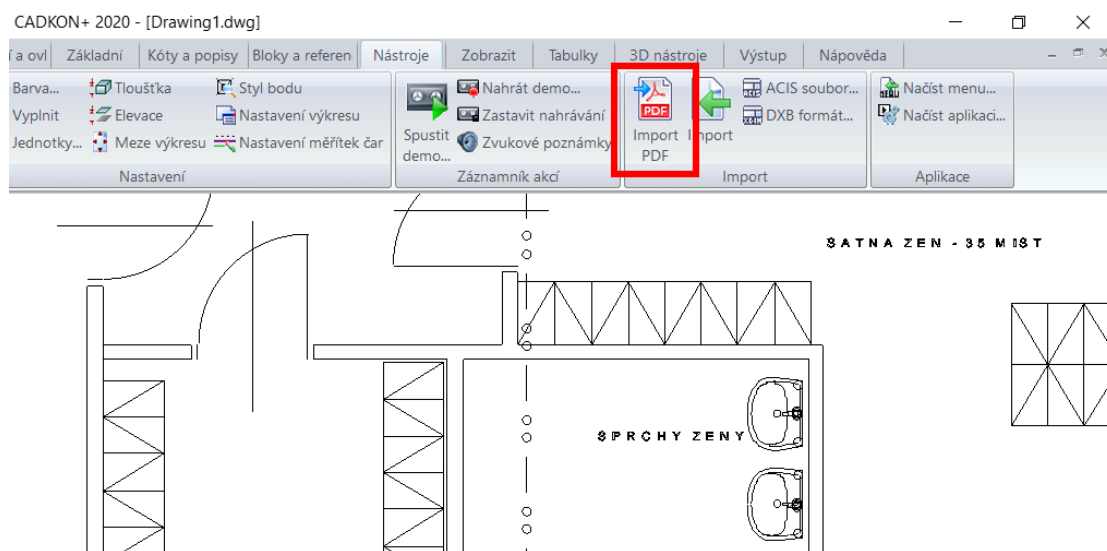 CADKON+ 2020 - [Drawing1.dwg]
í a ovl Základní Kóty a popisy Bloky a referen Nástroje Zobrazit Tabulky 3D nástroje Výstup Nápověda
Barva... Tloušťka Styl bodu
Vyplnit Elevace Nastavení výkresu
Jednotky... Meze výkresu Nastavení měřítek čar
Nastavení
Spustit demo...
Nahrát demo...
Zastavit nahrávání
Zvukové poznámky
Záznamník akcí
PDF
Import PDF
Import
ACIS soubor...
DXB formát...
Import
Načíst menu...
Načíst aplikaci...
Aplikace
SATNA ZEN - 35 MIST
SPRCHY ZENY